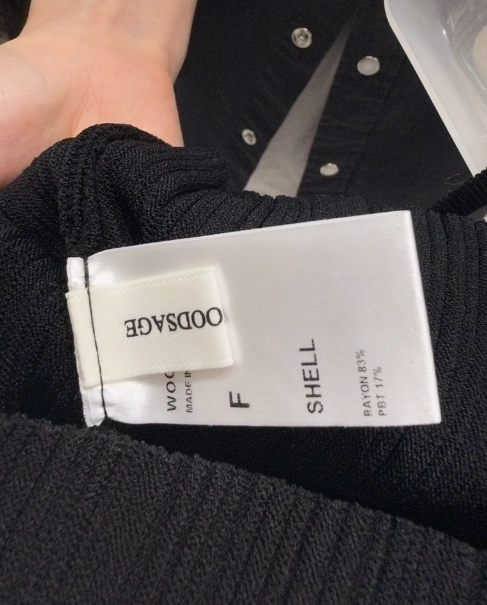 OODSAGE
WOO
MADE IN
F
SHELL
RAYON 83%
PBT 17%